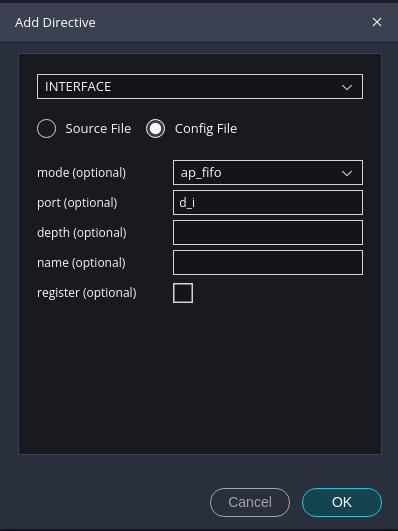 Add Directive
INTERFACE
Source File Config File
mode (optional) ap_fifo
port (optional) d_i
depth (optional)
name (optional)
register (optional)
Cancel OK